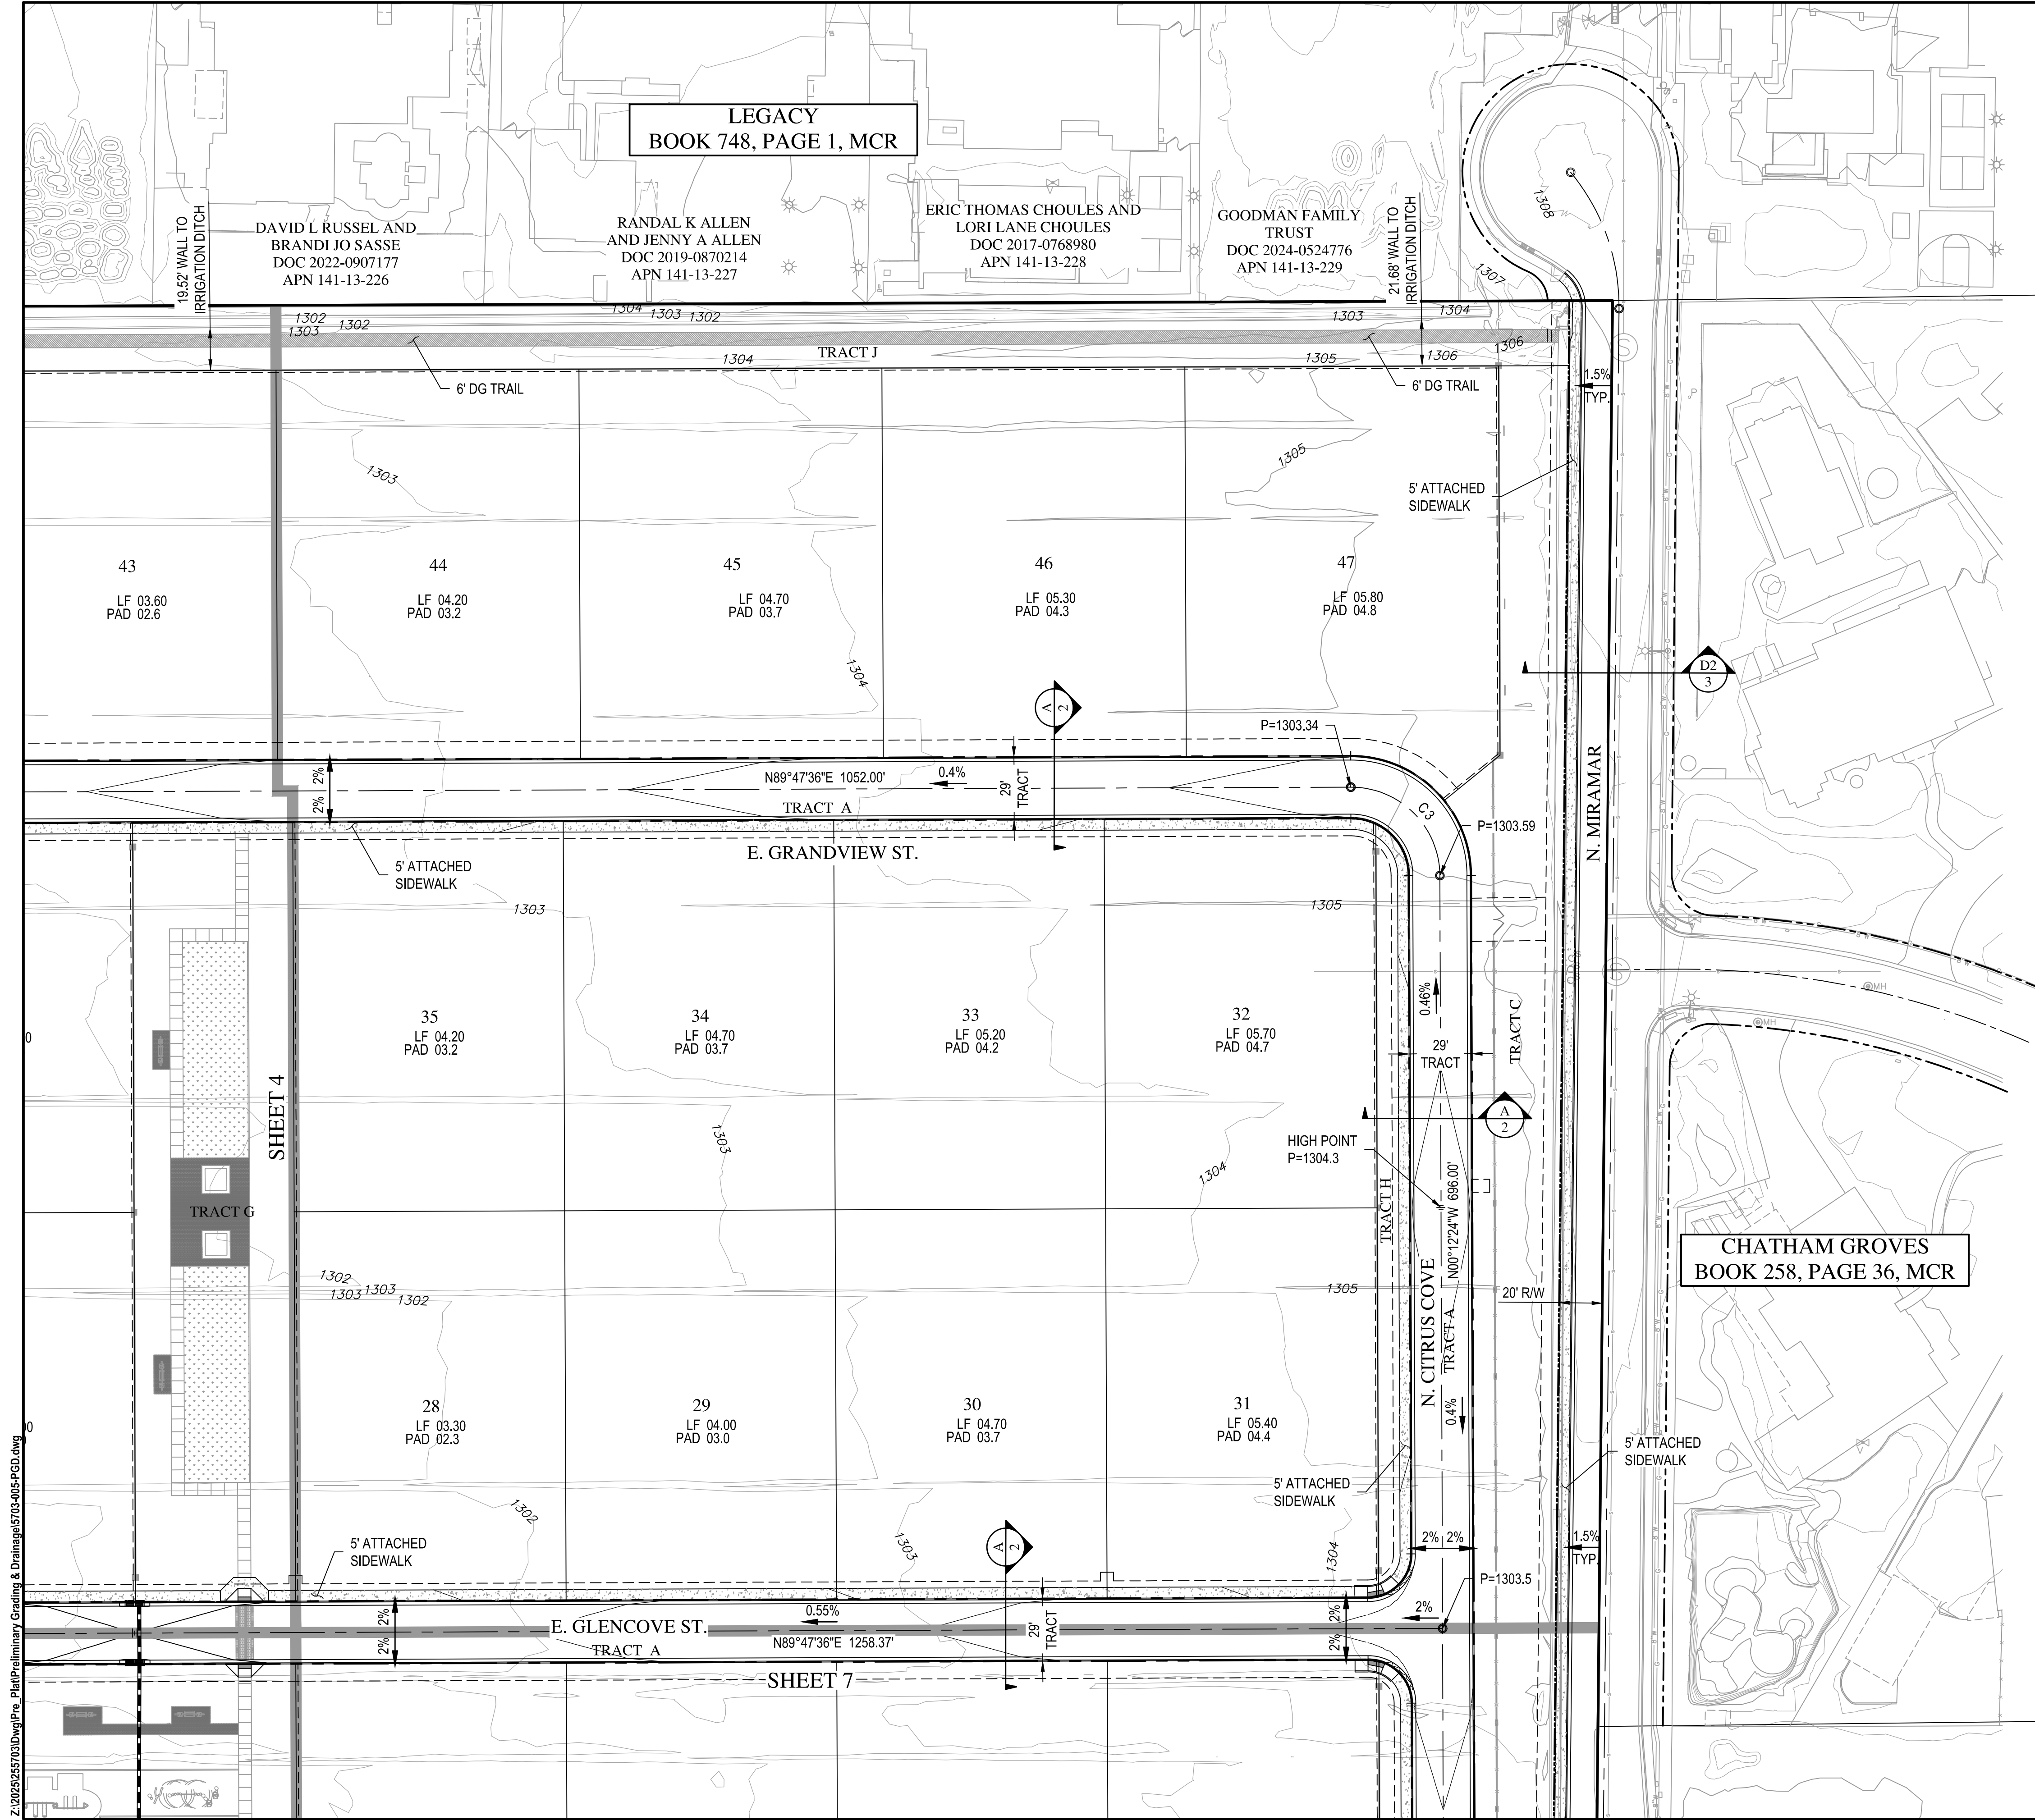 LEGACY
BOOK 748, PAGE 1, MCR
19.52' WALL TO
IRRIGATION DITCH
DAVID L RUSSEL AND
BRANDI JO SASSE
DOC 2022-0907177
APN 141-13-226
RANDAL K ALLEN
AND JENNY A ALLEN
DOC 2019-0870214
APN 141-13-227
ERIC THOMAS CHOULES AND
LORI LANE CHOULES
DOC 2017-0768980
APN 141-13-228
GOODMAN FAMILY
TRUST
DOC 2024-0524776
APN 141-13-229
21.68' WALL TO
IRRIGATION DITCH
1308
1307
1302
1303
1302
1304
1303
1302
1303
1304
1306
TRACT J
1304
1305
1306
6' DG TRAIL
6' DG TRAIL
1.5%
TYP.
1303
1305
5' ATTACHED
SIDEWALK
43
LF 03.60
PAD 02.6
44
LF 04.20
PAD 03.2
45
LF 04.70
PAD 03.7
46
LF 05.30
PAD 04.3
47
LF 05.80
PAD 04.8
1304
A
2
D2
3
P=1303.34
N. MIRAMAR
2%
2%
N89°47'36"E 1052.00'
0.4%
29'
TRACT
TRACT A
C3
P=1303.59
E. GRANDVIEW ST.
5' ATTACHED
SIDEWALK
1303
1305
0.46%
TRACT C
MH
MH
35
LF 04.20
PAD 03.2
34
LF 04.70
PAD 03.7
33
LF 05.20
PAD 04.2
32
LF 05.70
PAD 04.7
29'
TRACT
SHEET 4
A
2
1303
1304
HIGH POINT
P=1304.3
TRACT G
TRACT H
N00°12'24"W 696.00'
CHATHAM GROVES
BOOK 258, PAGE 36, MCR
1302
1303
1303
1302
1305
20' R/W
N. CITRUS COVE
TRACT A
0.4%
28
LF 03.30
PAD 02.3
29
LF 04.00
PAD 03.0
30
LF 04.70
PAD 03.7
31
LF 05.40
PAD 04.4
5' ATTACHED
SIDEWALK
5' ATTACHED
SIDEWALK
1302
1303
1304
5' ATTACHED
SIDEWALK
A
2
2%
2%
1.5%
TYP.
P=1303.5
2%
2%
E. GLENCOVE ST.
TRACT A
0.55%
N89°47'36"E 1258.37'
29'
TRACT
2%
2%
2%
SHEET 7
Z:\2025\255703\Dwg\Pre_Plat\Preliminary Grading & Drainage\5703-005-PGD.dwg